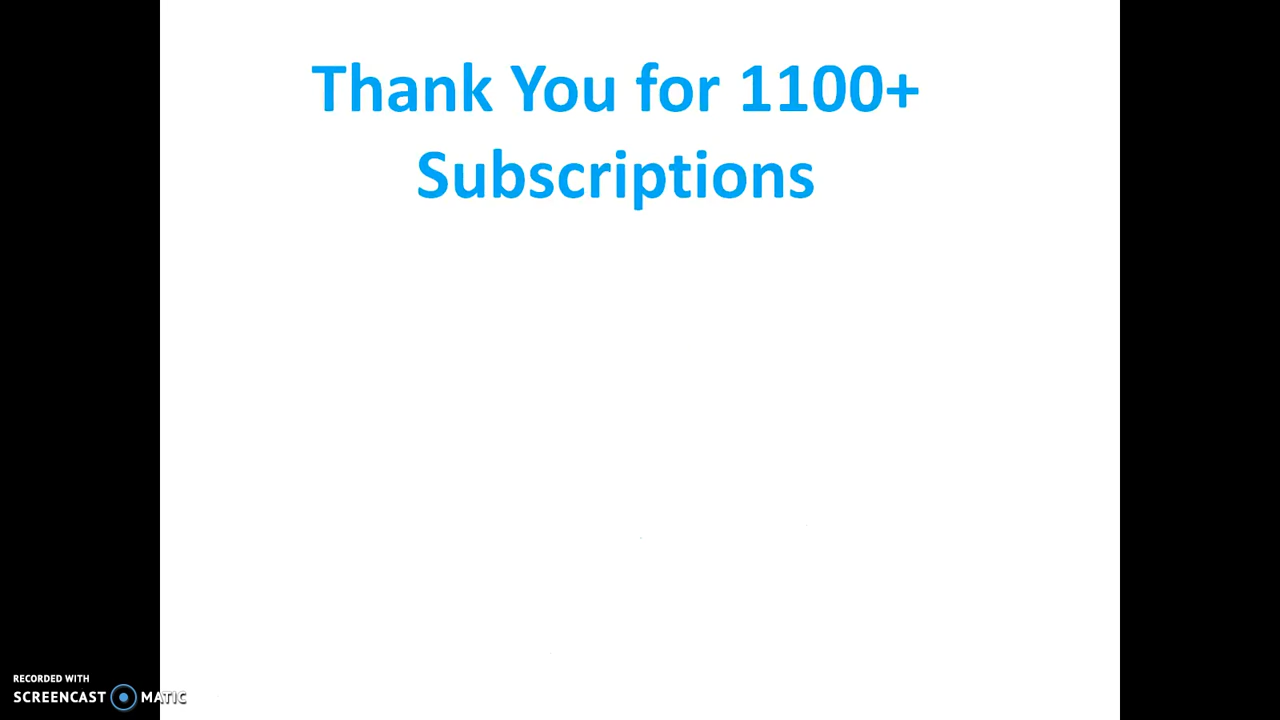 Thank You for 1100+
Subscriptions
RECORDED WITH
SCREENCAST MATIC